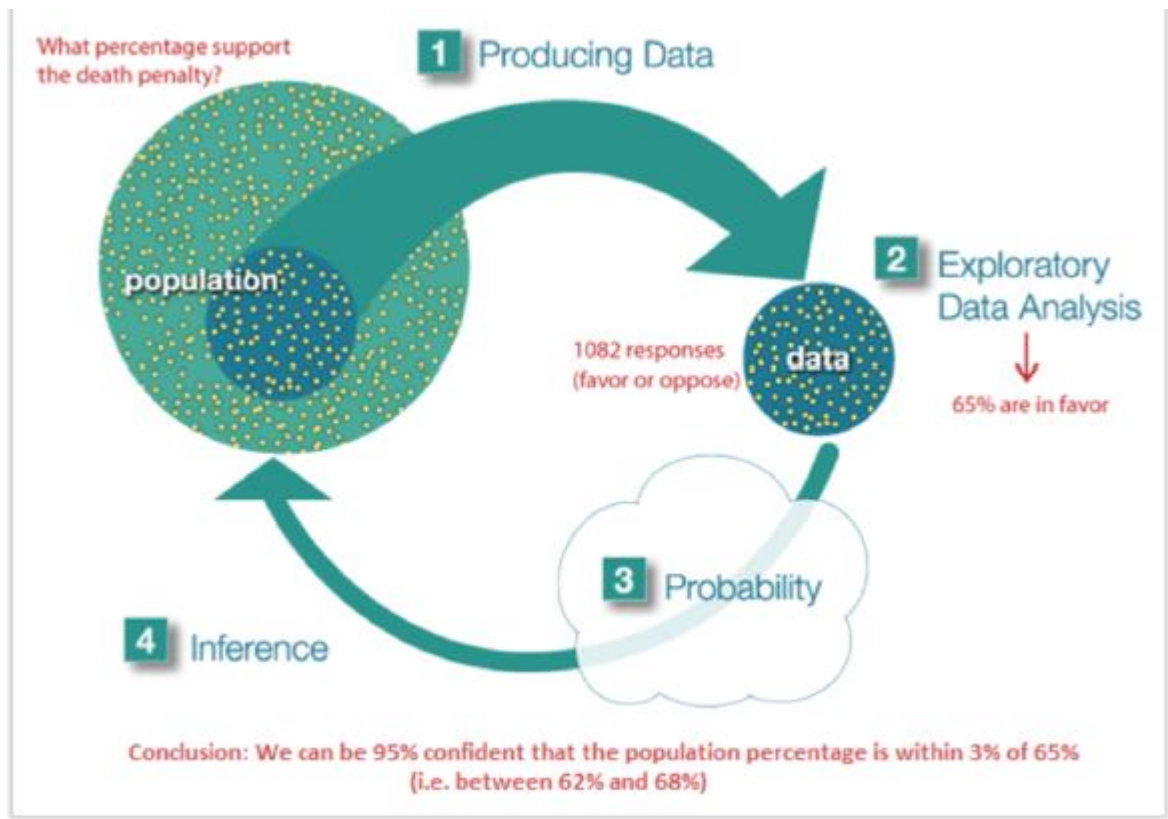 What percentage support
the death penalty?
1 Producing Data
population
2 Exploratory
Data Analysis
1082 responses
(favor or oppose)
data
65% are in favor
3 Probability
4 Inference
Conclusion: We can be 95% confident that the population percentage is within 3% of 65%
(i.e. between 62% and 68%)